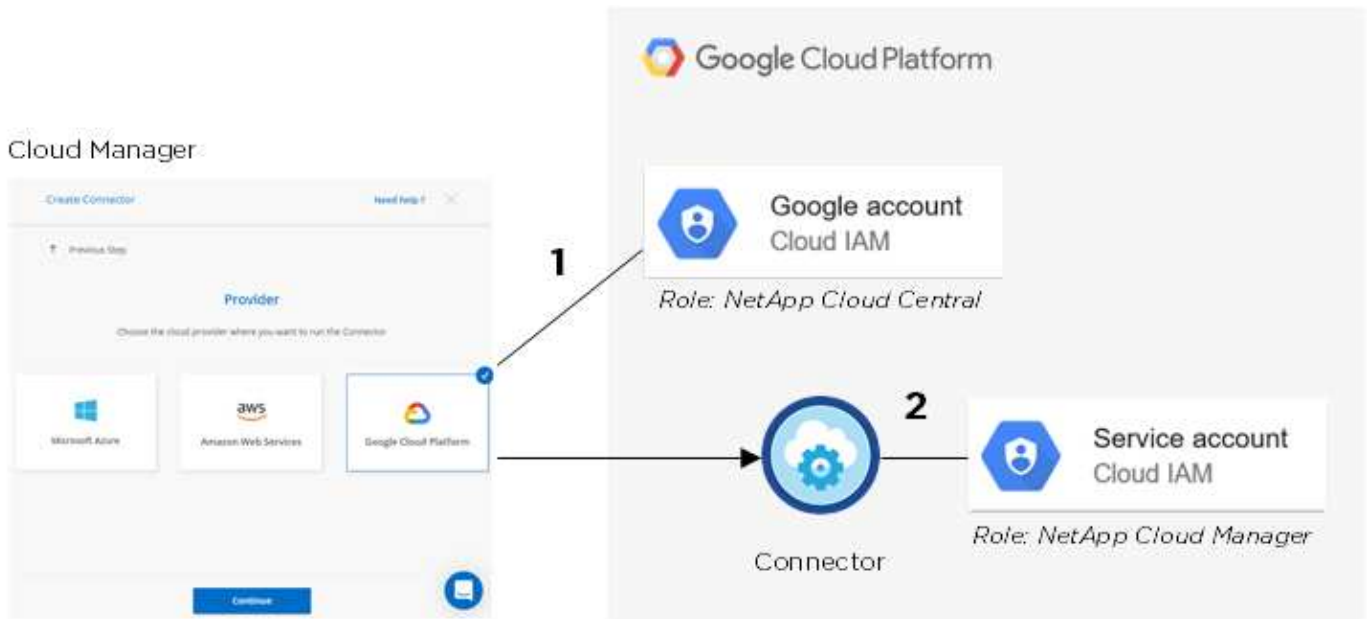 Google Cloud Platform
Cloud Manager
Create Connector
Need help ?
Previous Step
Provider
Choose the cloud provider where you want to run the Connector
Microsoft Azure
aws
Amazon Web Services
Google Cloud Platform
Continue
1
Google account
Cloud IAM
Role: NetApp Cloud Central
Connector
2
Service account
Cloud IAM
Role: NetApp Cloud Manager